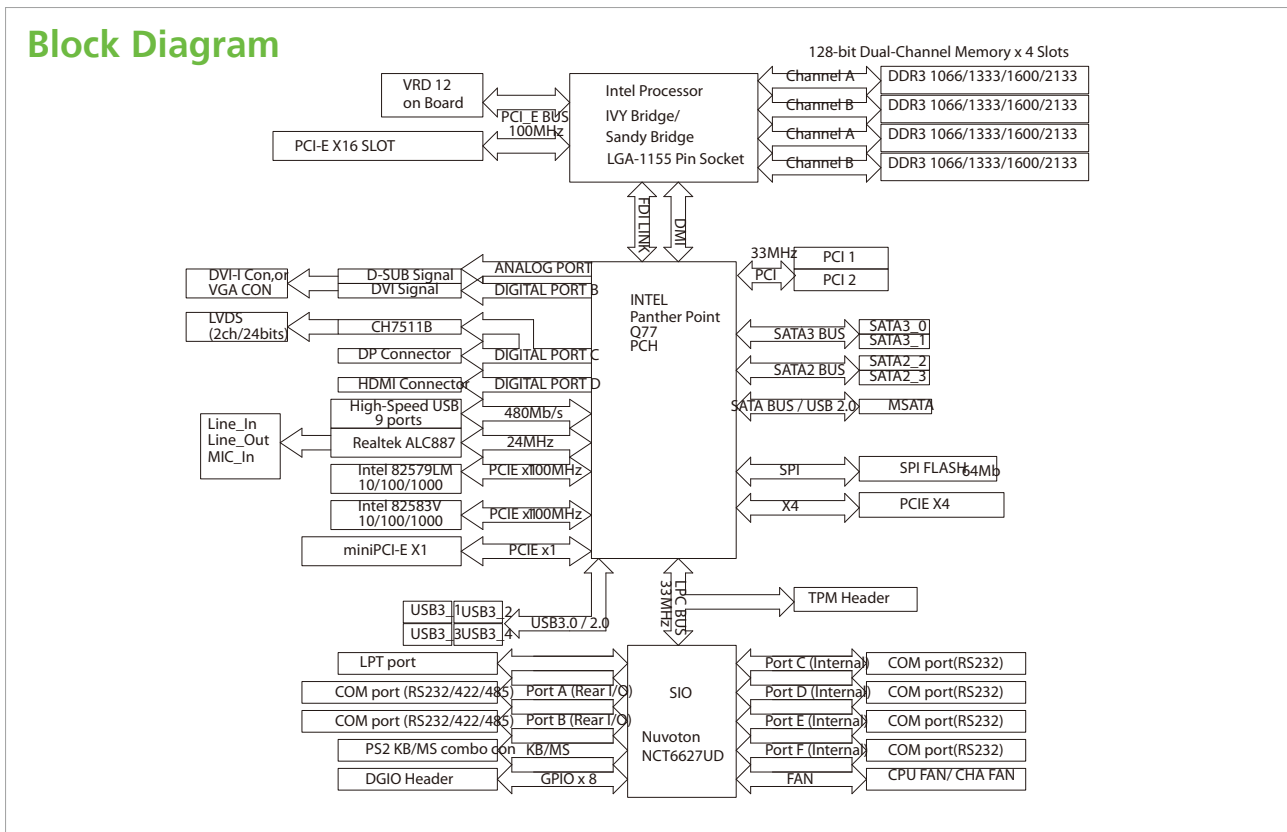 Block Diagram
128-bit Dual-Channel Memory x 4 Slots
VRD 12
on Board
PCI_E BUS
100MHz
PCI-E X16 SLOT
Intel Processor
IVY Bridge/
Sandy Bridge
LGA-1155 Pin Socket
Channel A
DDR3 1066/1333/1600/2133
Channel B
DDR3 1066/1333/1600/2133
Channel A
DDR3 1066/1333/1600/2133
Channel B
DDR3 1066/1333/1600/2133
FDI LINK
DMI
DVI-I Con,or
VGA CON
D-SUB Signal
ANALOG PORT
DVI Signal
DIGITAL PORT B
LVDS
(2ch/24bits)
CH7511B
DP Connector
DIGITAL PORT C
HDMI Connector
DIGITAL PORT D
High-Speed USB
9 ports
480Mb/s
Line_In
Line_Out
MIC_In
Realtek ALC887
24MHz
Intel 82579LM
10/100/1000
PCIE x1
100MHz
Intel 82583V
10/100/1000
PCIE x1
100MHz
miniPCI-E X1
PCIE x1
INTEL
Panther Point
Q77
PCH
33MHz
PCI
PCI 1
PCI 2
SATA3 BUS
SATA3_0
SATA3_1
SATA2 BUS
SATA2_2
SATA2_3
SATA BUS / USB 2.0
MSATA
SPI
SPI FLASH
64Mb
X4
PCIE X4
USB3_1
USB3_2
USB3_3
USB3_4
USB3.0 / 2.0
LPC BUS
33MHz
TPM Header
LPT port
COM port (RS232/422/485)
Port A (Rear I/O)
COM port (RS232/422/485)
Port B (Rear I/O)
PS2 KB/MS combo con
KB/MS
DGIO Header
GPIO x 8
SIO
Nuvoton
NCT6627UD
Port C (Internal)
COM port(RS232)
Port D (Internal)
COM port(RS232)
Port E (Internal)
COM port(RS232)
Port F (Internal)
COM port(RS232)
FAN
CPU FAN/ CHA FAN